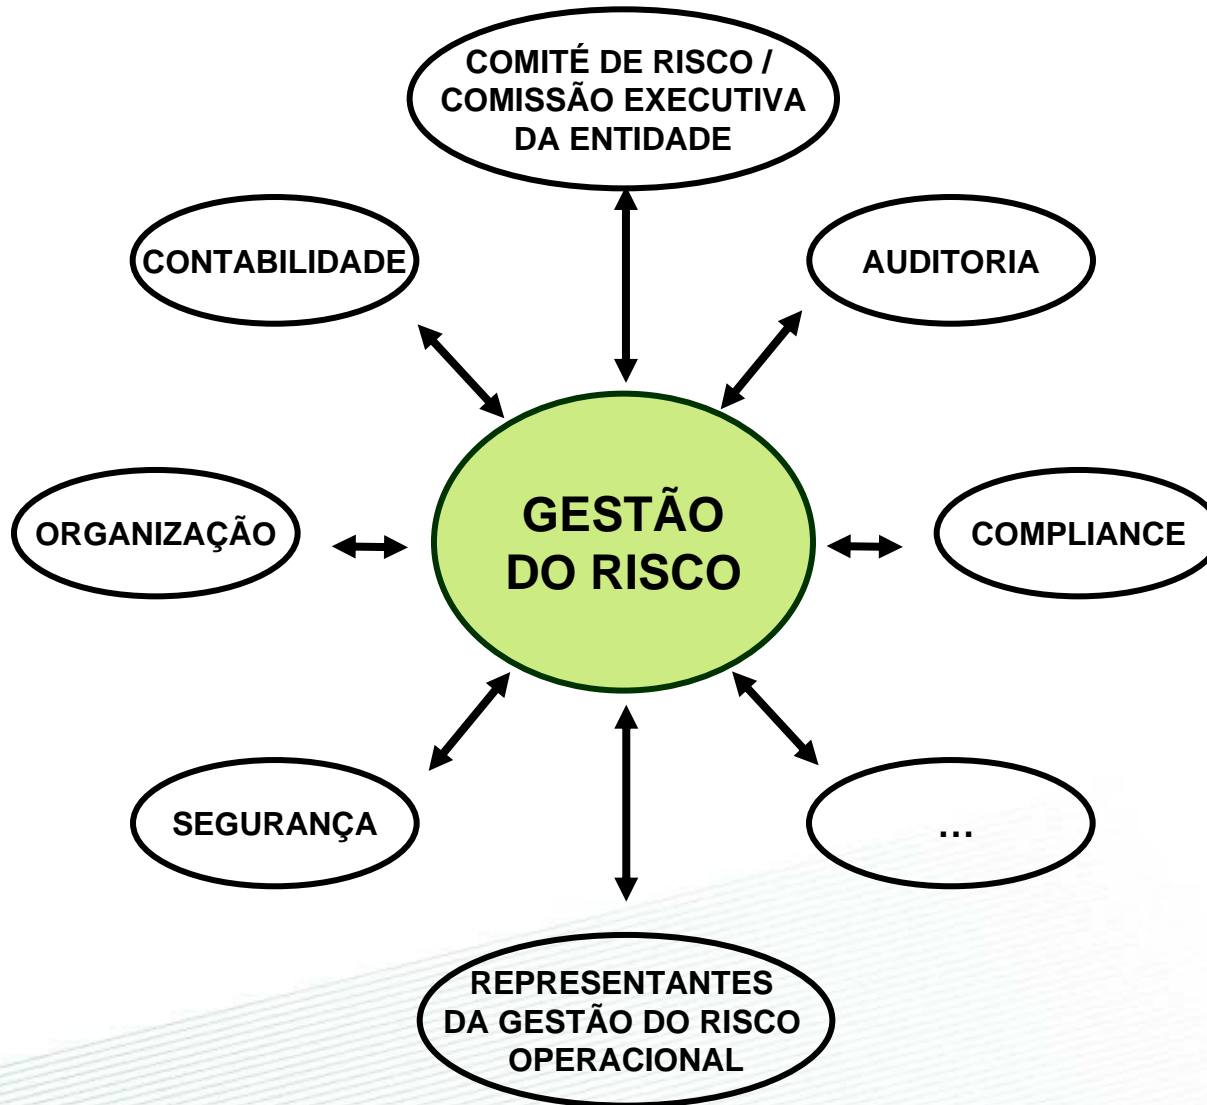 COMITÉ DE RISCO /
COMISSÃO EXECUTIVA
DA ENTIDADE
CONTABILIDADE
AUDITORIA
GESTÃO
DO RISCO
ORGANIZAÇÃO
COMPLIANCE
SEGURANÇA
...
REPRESENTANTES
DA GESTÃO DO RISCO
OPERACIONAL